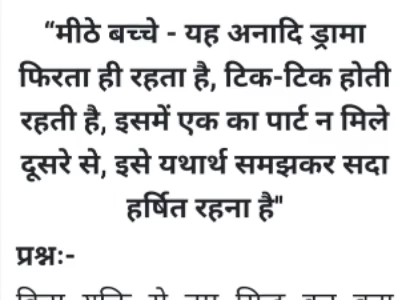 “मीठे बच्चे - यह अनादि ड्रामा
फिरता ही रहता है, टिक-टिक होती
रहती है, इसमें एक का पार्ट न मिले
दूसरे से, इसे यथार्थ समझकर सदा
हर्षित रहना है"
प्रश्नः-